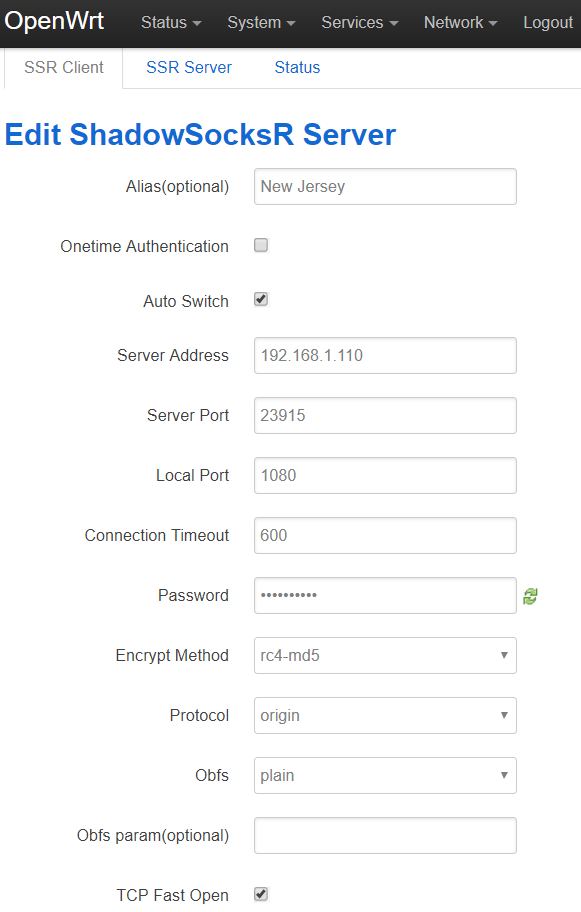 OpenWrt Status System Services Network Logout
SSR Client SSR Server Status
Edit ShadowSocksR Server
Alias(optional) New Jersey
Onetime Authentication
Auto Switch
Server Address 192.168.1.110
Server Port 23915
Local Port 1080
Connection Timeout 600
Password ••••••••••
Encrypt Method rc4-md5
Protocol origin
Obfs plain
Obfs param(optional)
TCP Fast Open